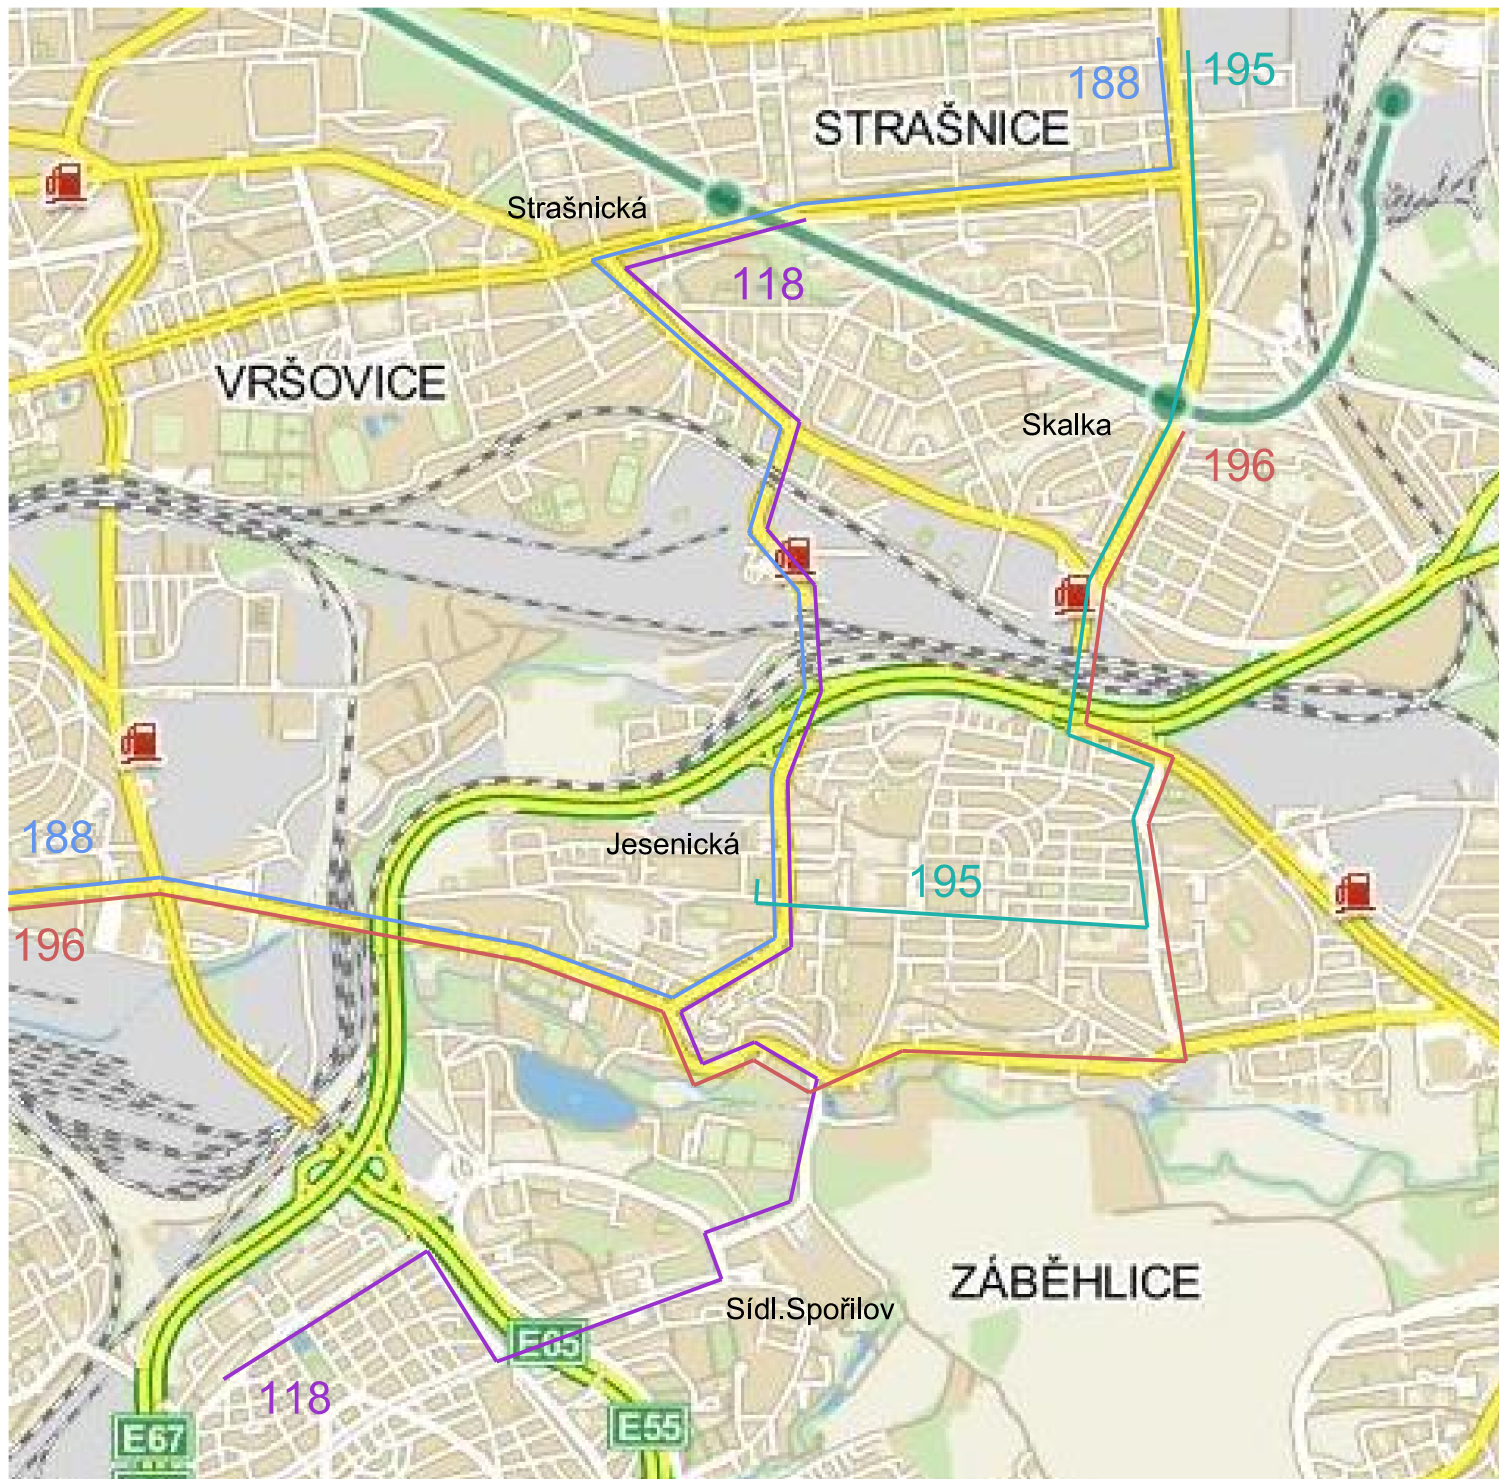 188
195
STRAŠNICE
Strašnická
118
VRŠOVICE
Skalka
196
188
Jesenická
195
196
ZÁBĚHLICE
Sídl.Spořilov
E65
118
E55
E67